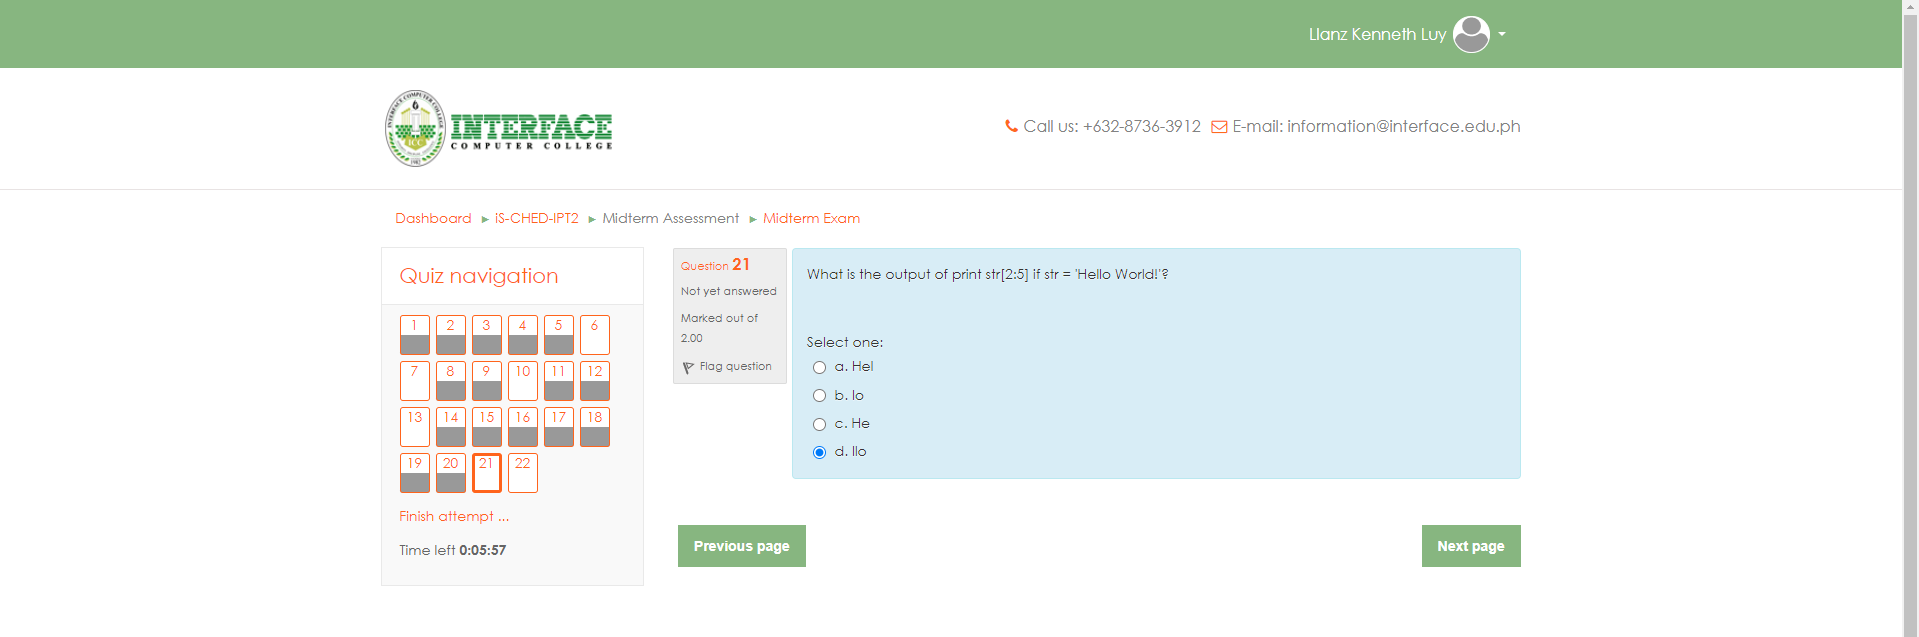 Llanz Kenneth Luy
INTERFACE
COMPUTER COLLEGE
Call us: +632-8736-3912 E-mail: information@interface.edu.ph
Dashboard ► iS-CHED-IPT2 ► Midterm Assessment ► Midterm Exam
Quiz navigation
1 2 3 4 5 6
7 8 9 10 11 12
13 14 15 16 17 18
19 20 21 22
Finish attempt ...
Time left 0:05:57
Question 21
Not yet answered
Marked out of
2.00
Flag question
What is the output of print str[2:5] if str = 'Hello World!'?
Select one:
a. Hel
b. lo
c. He
d. llo
Previous page
Next page